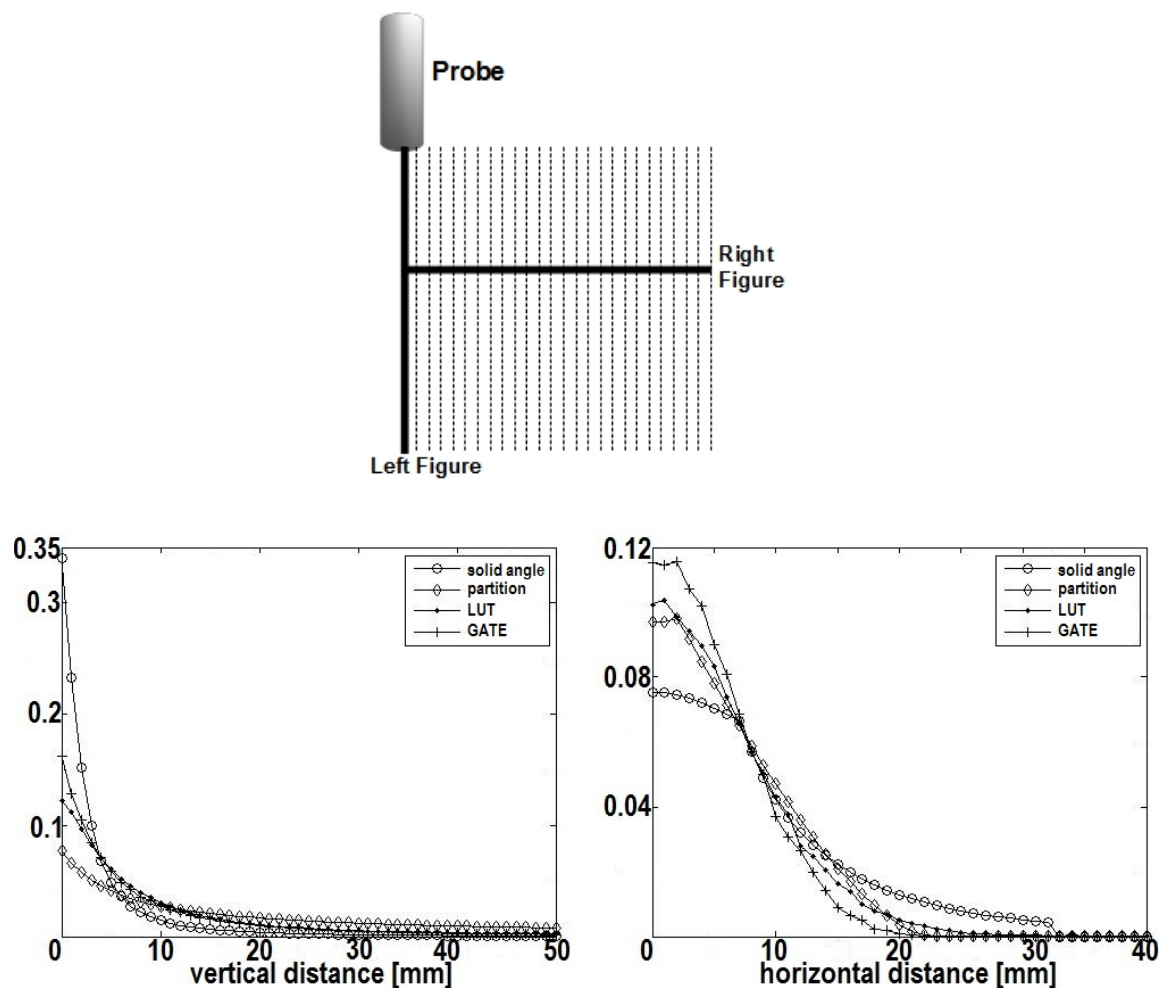 Probe
Right
Figure
Left Figure
0.35
0.3
0.2
0.1
0 10 20 30 40 50
vertical distance [mm]
solid angle
partition
LUT
GATE
0.12
0.08
0.04
0 10 20 30 40
horizontal distance [mm]
solid angle
partition
LUT
GATE